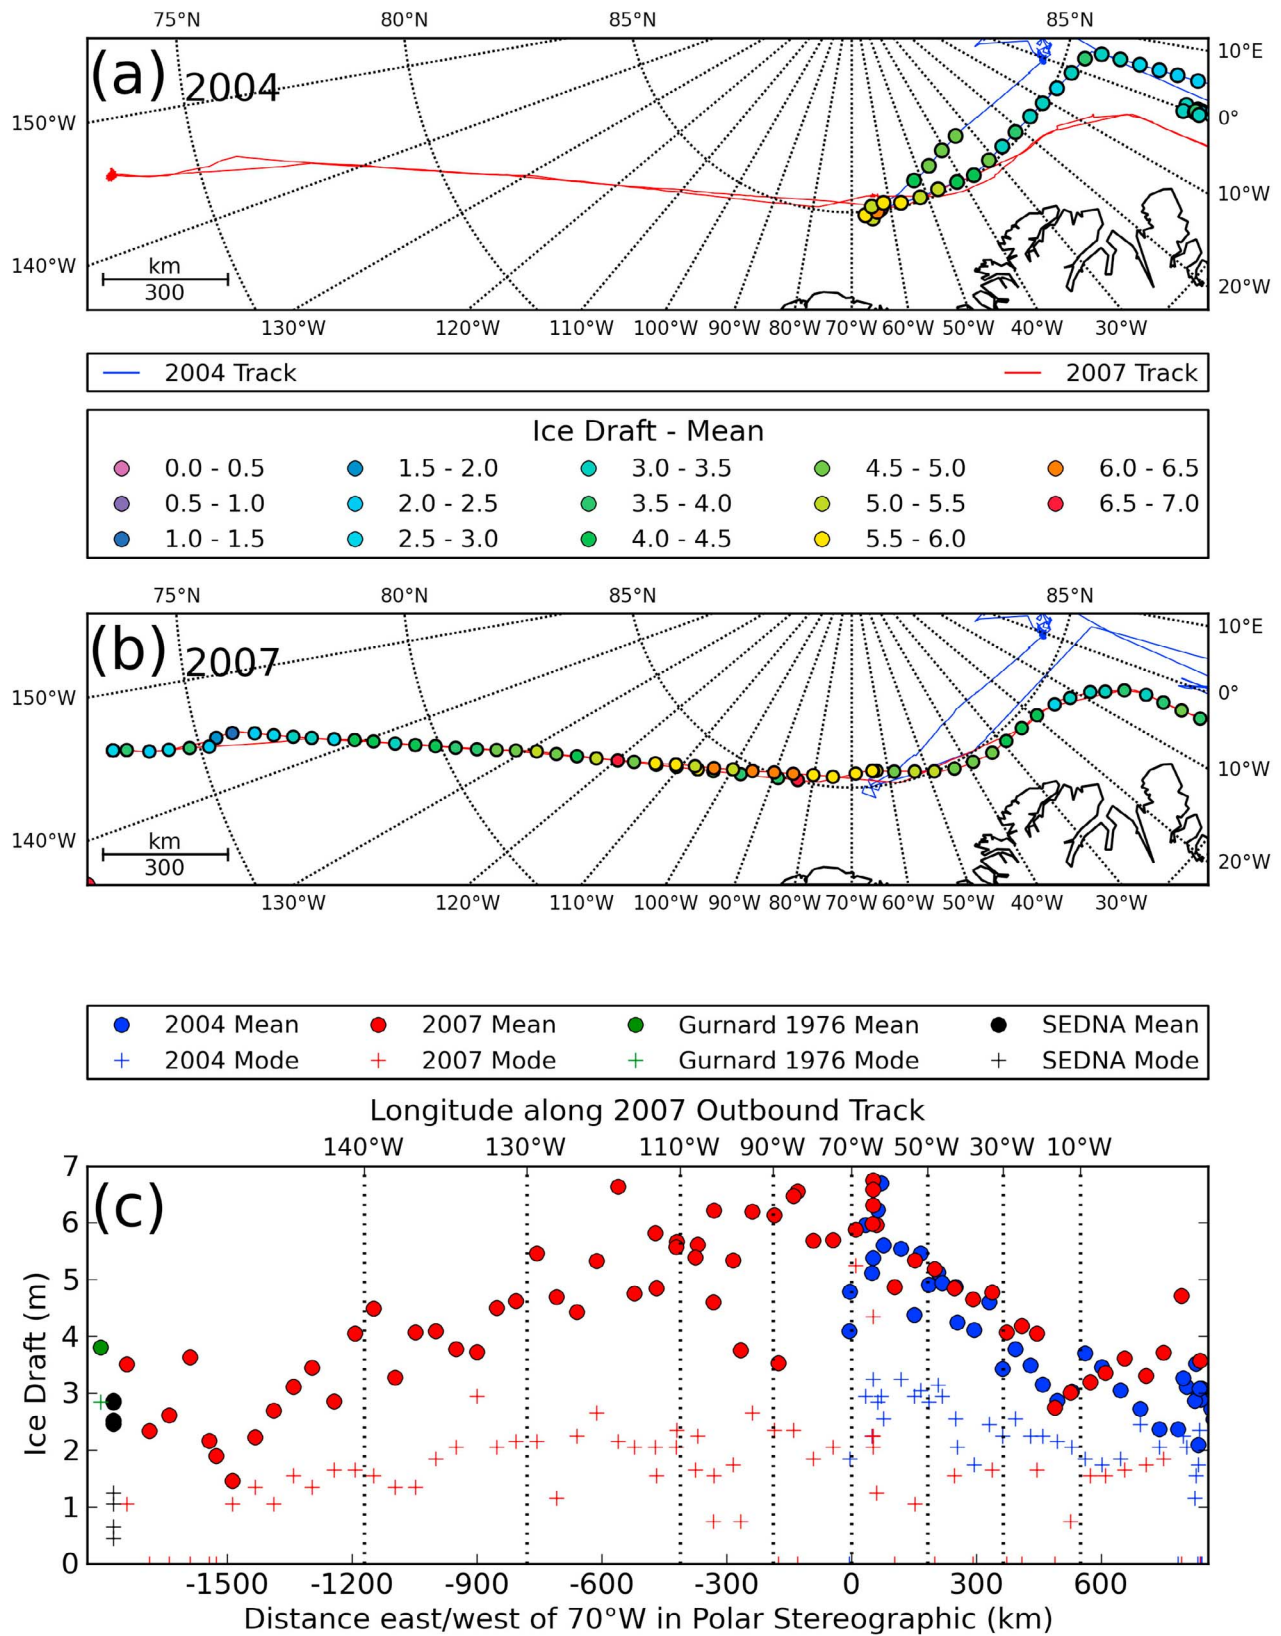 75°N 80°N 85°N 85°N
(a) 2004
10°E
150°W
0°
10°W
140°W
km
300
20°W
130°W 120°W 110°W 100°W 90°W 80°W 70°W 60°W 50°W 40°W 30°W
2004 Track 2007 Track
Ice Draft - Mean
0.0 - 0.5 1.5 - 2.0 3.0 - 3.5 4.5 - 5.0 6.0 - 6.5
0.5 - 1.0 2.0 - 2.5 3.5 - 4.0 5.0 - 5.5 6.5 - 7.0
1.0 - 1.5 2.5 - 3.0 4.0 - 4.5 5.5 - 6.0
75°N 80°N 85°N 85°N
(b) 2007
10°E
150°W
0°
10°W
140°W
km
300
20°W
130°W 120°W 110°W 100°W 90°W 80°W 70°W 60°W 50°W 40°W 30°W
2004 Mean 2007 Mean Gurnard 1976 Mean SEDNA Mean
2004 Mode 2007 Mode Gurnard 1976 Mode SEDNA Mode
Longitude along 2007 Outbound Track
140°W 130°W 110°W 90°W 70°W 50°W 30°W 10°W
(c)
Ice Draft (m)
7
6
5
4
3
2
1
0
-1500 -1200 -900 -600 -300 0 300 600
Distance east/west of 70°W in Polar Stereographic (km)